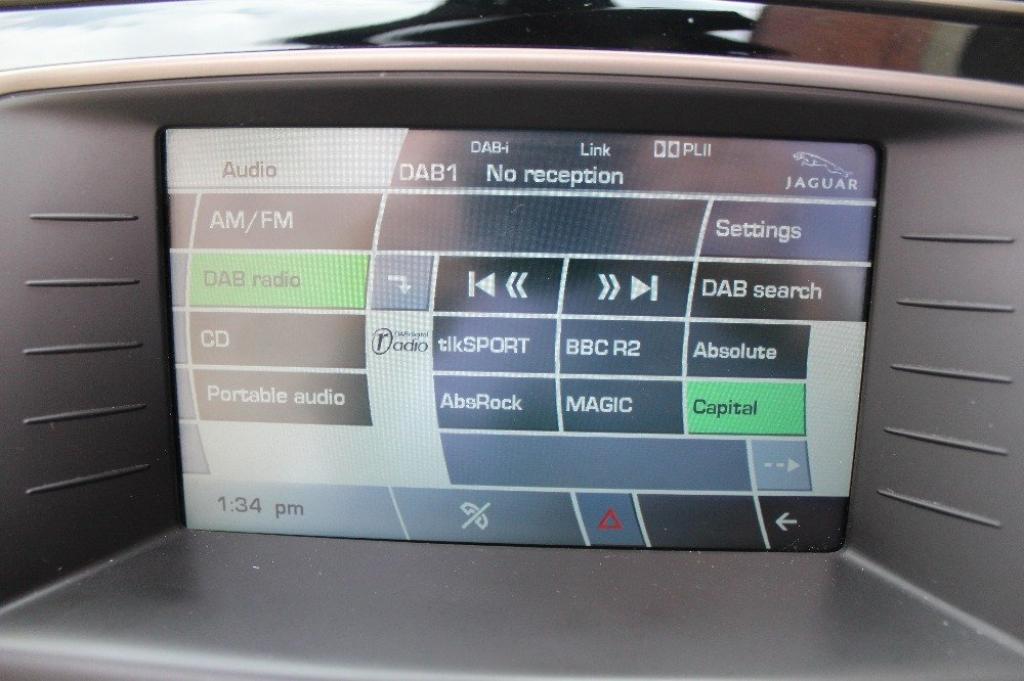 Audio
DAB-i Link PLII
DAB1 No reception
JAGUAR
AM/FM
Settings
DAB radio
DAB search
CD
radio
tlkSPORT BBC R2 Absolute
Portable audio
AbsRock MAGIC Capital
1:34 pm